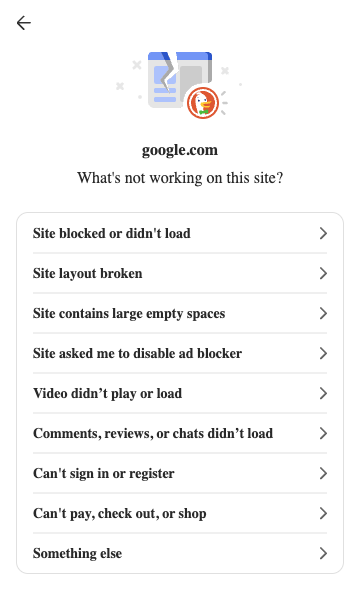 google.com
What's not working on this site?
Site blocked or didn't load
Site layout broken
Site contains large empty spaces
Site asked me to disable ad blocker
Video didn’t play or load
Comments, reviews, or chats didn’t load
Can't sign in or register
Can't pay, check out, or shop
Something else